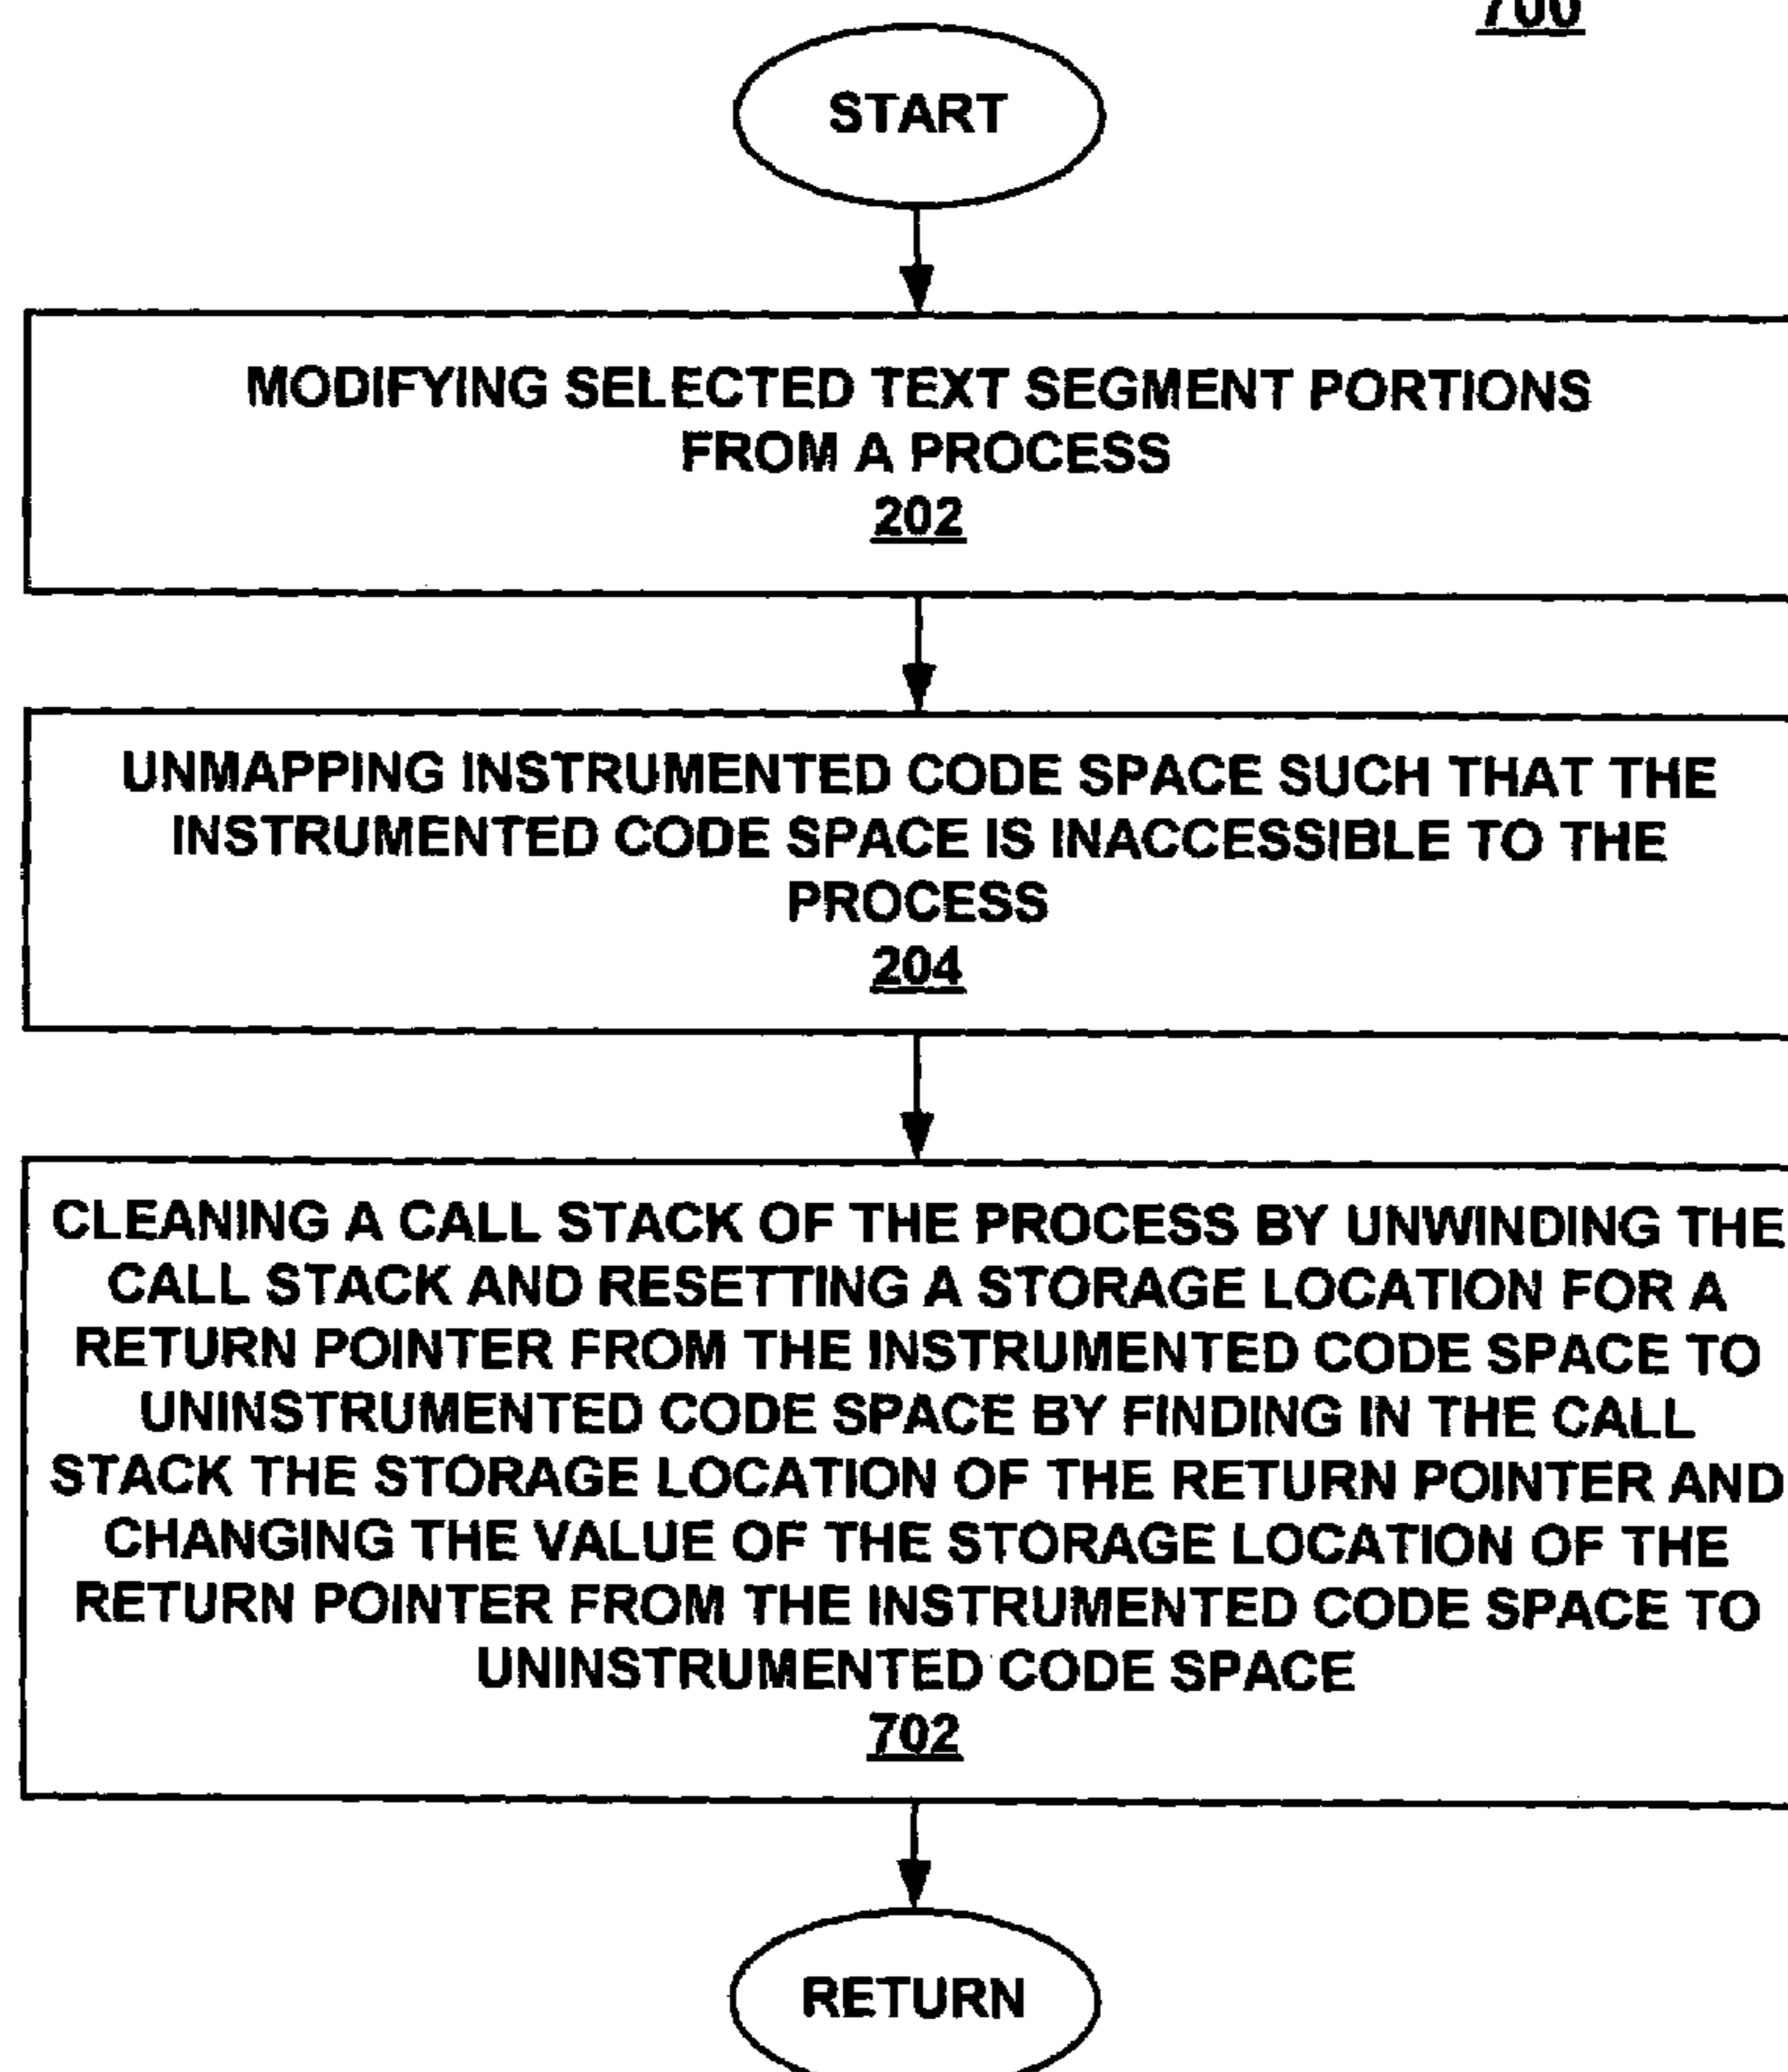 700
START
MODIFYING SELECTED TEXT SEGMENT PORTIONS
FROM A PROCESS
202
UNMAPPING INSTRUMENTED CODE SPACE SUCH THAT THE
INSTRUMENTED CODE SPACE IS INACCESSIBLE TO THE
PROCESS
204
CLEANING A CALL STACK OF THE PROCESS BY UNWINDING THE
CALL STACK AND RESETTING A STORAGE LOCATION FOR A
RETURN POINTER FROM THE INSTRUMENTED CODE SPACE TO
UNINSTRUMENTED CODE SPACE BY FINDING IN THE CALL
STACK THE STORAGE LOCATION OF THE RETURN POINTER AND
CHANGING THE VALUE OF THE STORAGE LOCATION OF THE
RETURN POINTER FROM THE INSTRUMENTED CODE SPACE TO
UNINSTRUMENTED CODE SPACE
702
RETURN